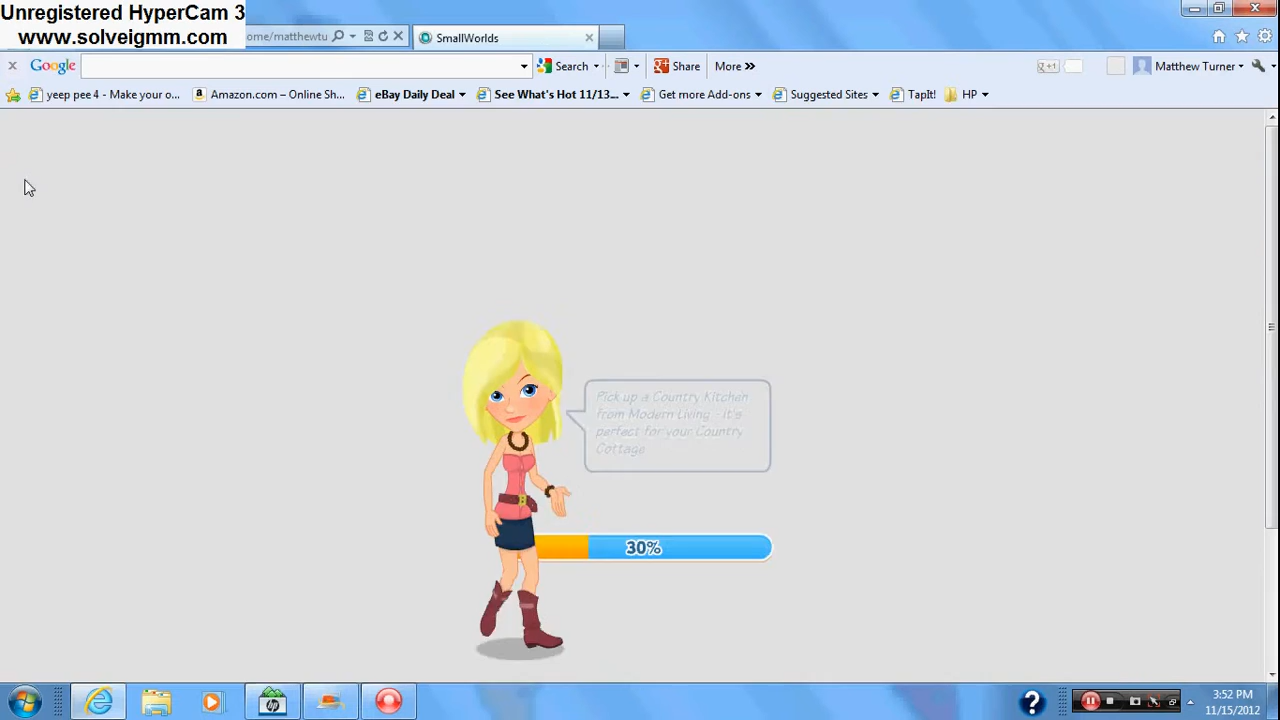 Unregistered HyperCam 3
www.solveigmm.com
ome/matthewtu
SmallWorlds
Google
Search
Share
More »
g+1
Matthew Turner
yeep pee 4 - Make your o...
Amazon.com – Online Sh...
eBay Daily Deal
See What's Hot 11/13...
Get more Add-ons
Suggested Sites
TapIt!
HP
Pick up a Country Kitchen
from Modern Living - it's
perfect for your Country
Cottage
30%
3:52 PM
11/15/2012